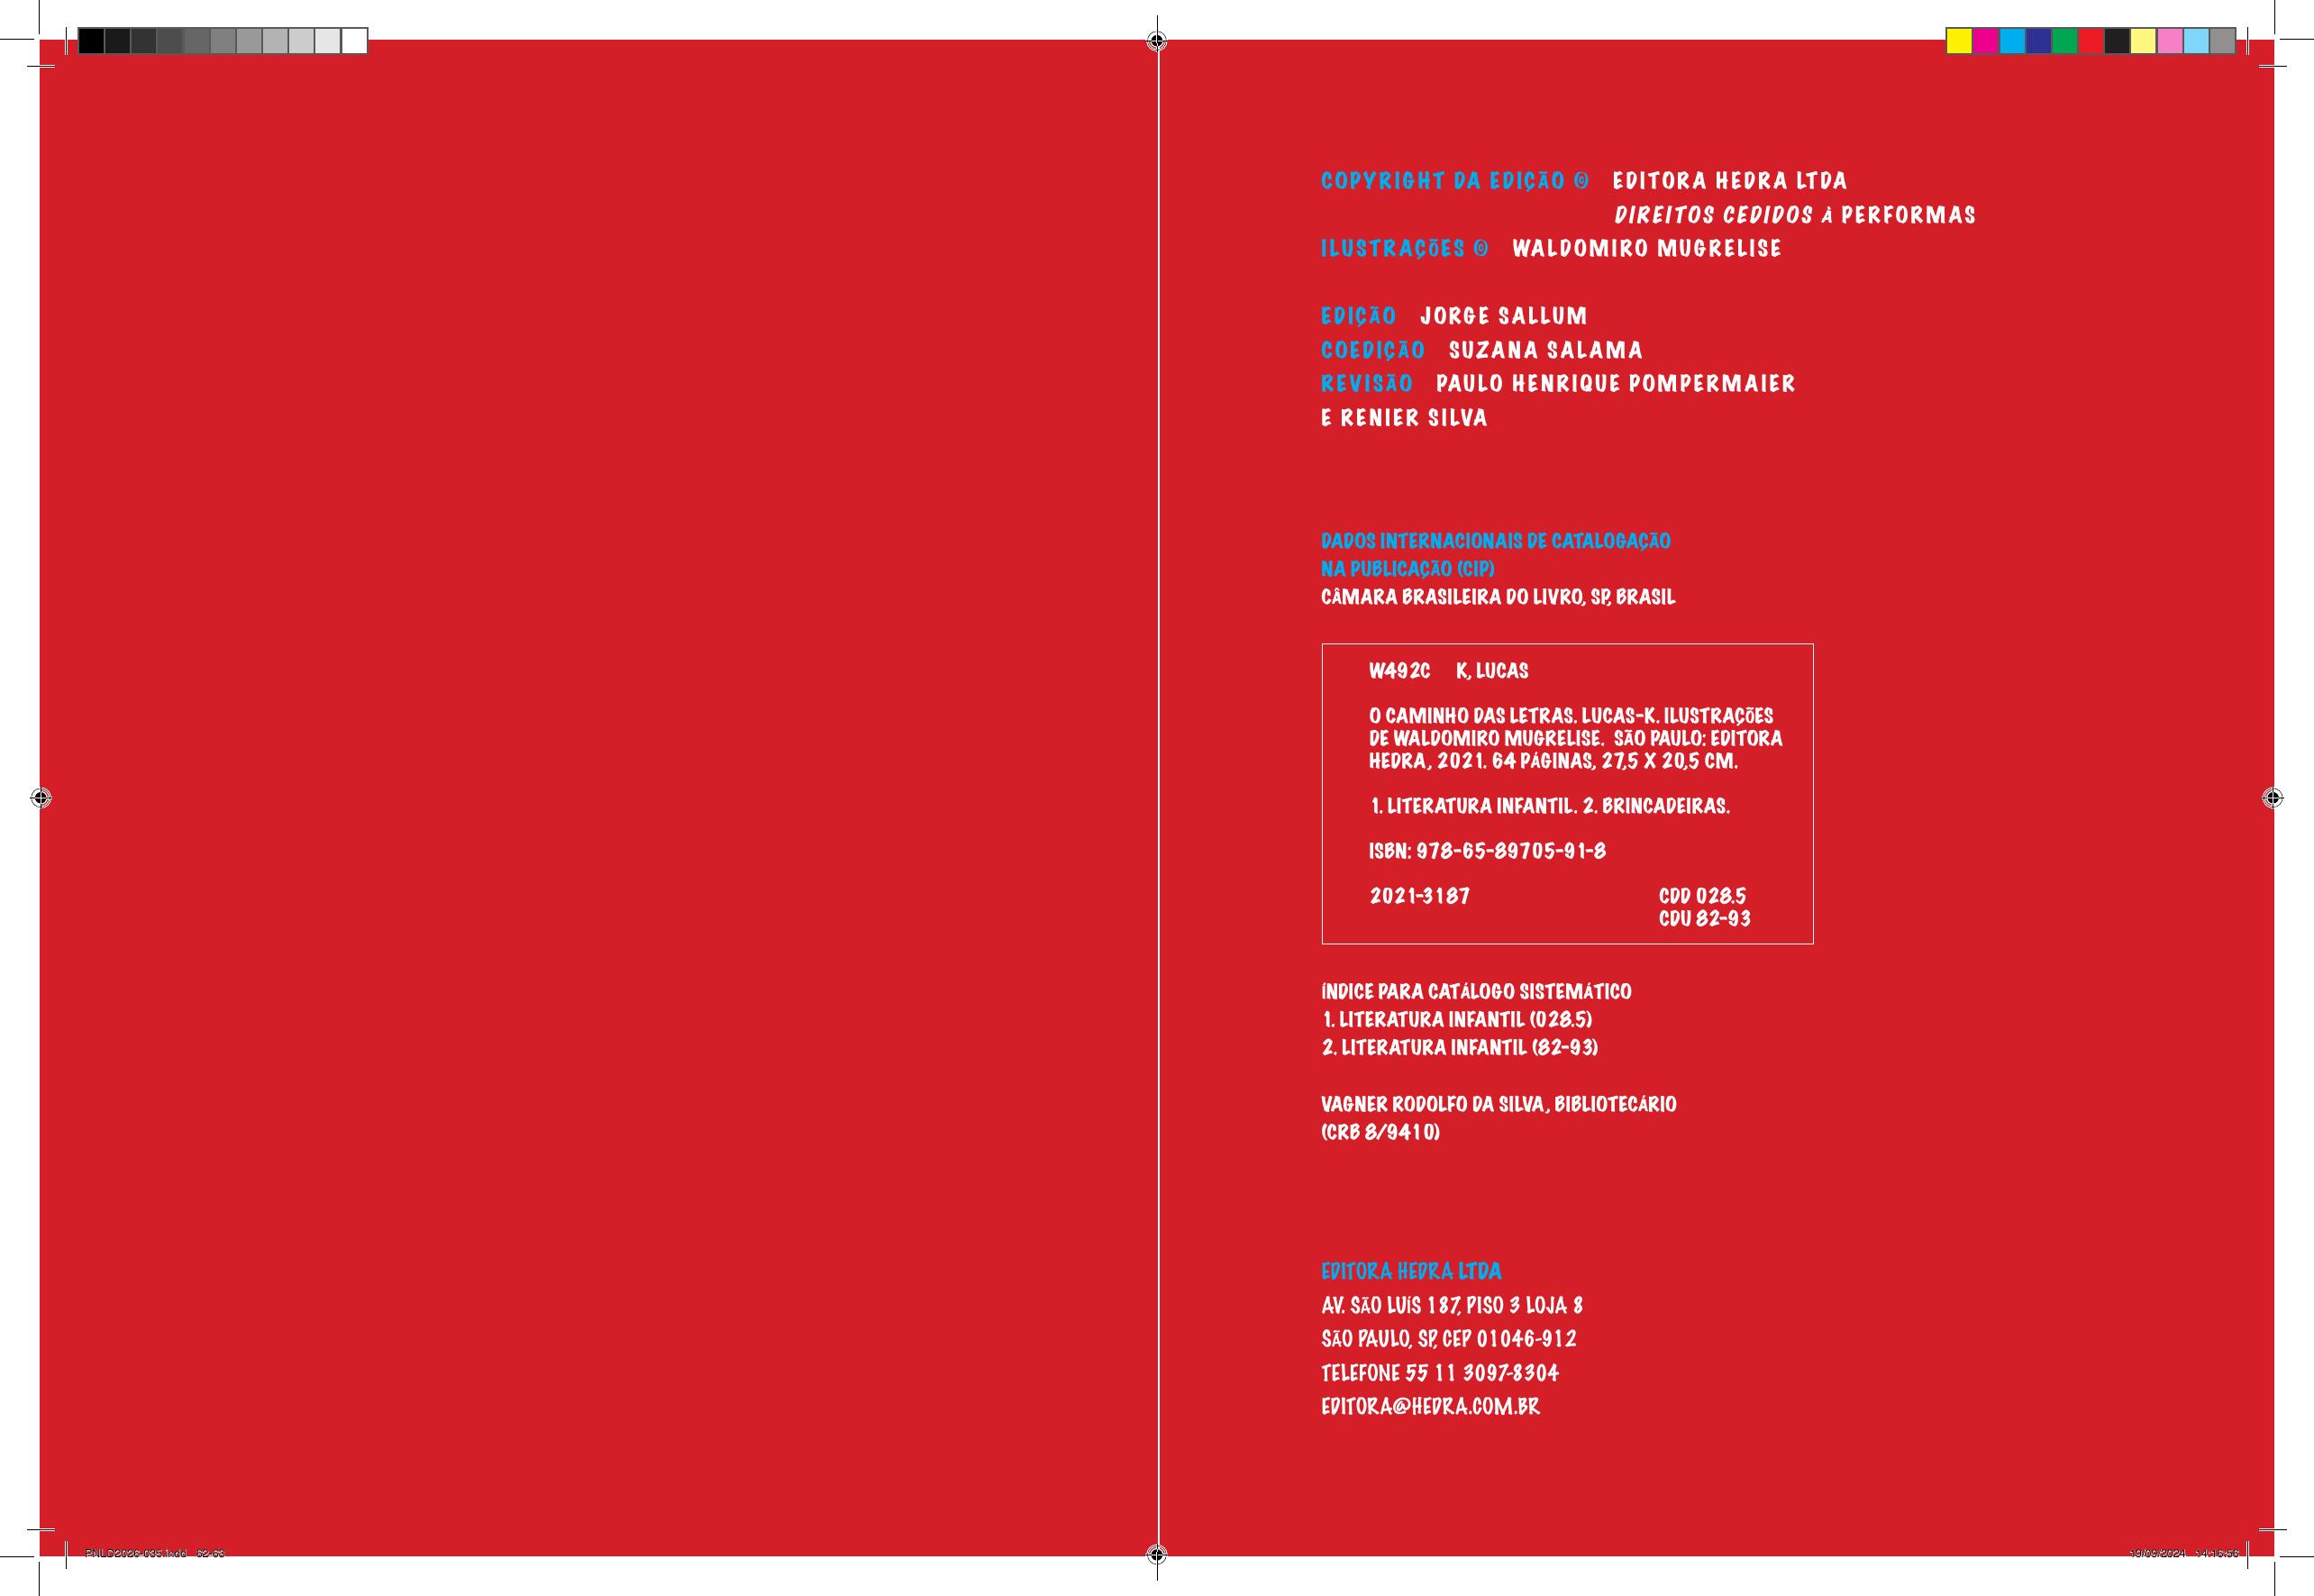 COPYRIGHT DA EDIÇÃO © EDITORA HEDRA LTDA
DIREITOS CEDIDOS À PERFORMAS
ILUSTRAÇÕES © WALDOMIRO MUGRELISE
EDIÇÃO JORGE SALLUM
COEDIÇÃO SUZANA SALAMA
REVISÃO PAULO HENRIQUE POMPERMAIER
E RENIER SILVA
DADOS INTERNACIONAIS DE CATALOGAÇÃO
NA PUBLICAÇÃO (CIP)
CÂMARA BRASILEIRA DO LIVRO, SP, BRASIL
W492C K, LUCAS
O CAMINHO DAS LETRAS. LUCAS-K. ILUSTRAÇÕES
DE WALDOMIRO MUGRELISE. SÃO PAULO: EDITORA
HEDRA, 2021. 64 PÁGINAS, 27,5 X 20,5 CM.
1. LITERATURA INFANTIL. 2. BRINCADEIRAS.
ISBN: 978-65-89705-91-8
2021-3187 CDD 028.5
CDU 82-93
ÍNDICE PARA CATÁLOGO SISTEMÁTICO
1. LITERATURA INFANTIL (028.5)
2. LITERATURA INFANTIL (82-93)
VAGNER RODOLFO DA SILVA, BIBLIOTECÁRIO
(CRB 8/9410)
EDITORA HEDRA LTDA
AV. SÃO LUÍS 187, PISO 3 LOJA 8
SÃO PAULO, SP, CEP 01046-912
TELEFONE 55 11 3097-8304
EDITORA@HEDRA.COM.BR
PNLD2026-035.indd 62-63